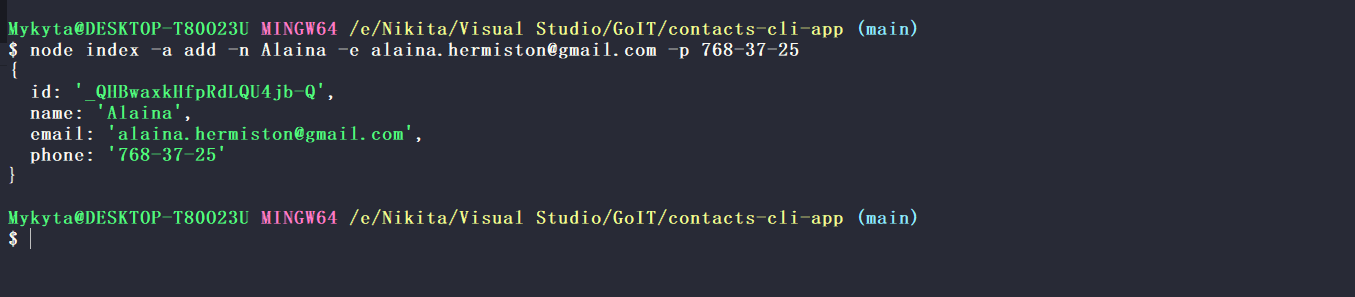 Mykyta@DESKTOP-T80O23U MINGW64 /e/Nikita/Visual Studio/GoIT/contacts-cli-app (main)
$ node index -a add -n Alaina -e alaina.hermiston@gmail.com -p 768-37-25
{
  id: '_QHBwaxkHfpRdLQU4jb-Q',
  name: 'Alaina',
  email: 'alaina.hermiston@gmail.com',
  phone: '768-37-25'
}
Mykyta@DESKTOP-T80O23U MINGW64 /e/Nikita/Visual Studio/GoIT/contacts-cli-app (main)
$